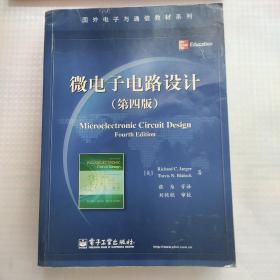 国外电子与通信教材系列
Education
微电子电路设计
(第四版)
Microelectronic Circuit Design
Fourth Edition
[美] Richard C. Jaeger
Travis N. Blalock 著
等译
审校
电子工业出版社